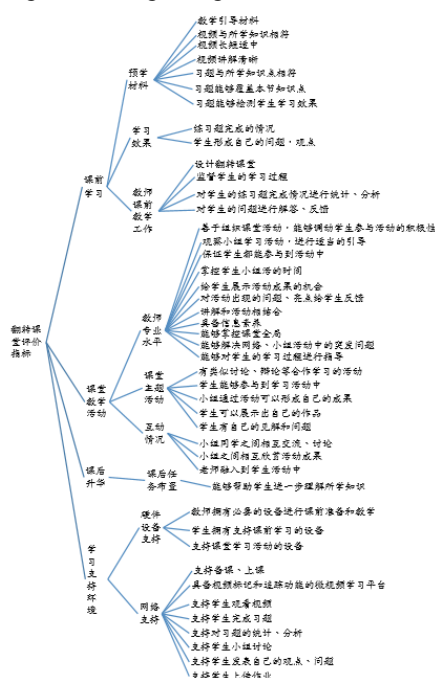 翻转课
堂评价
指标
课前
学习
预学
材料
教学引导材料
视频与所学知识相符
视频长短适中
视频讲解清晰
习题与所学知识点相符
习题能够覆盖本节知识点
习题能够检测学生学习效果
学习
效果
练习题完成的情况
学生形成自己的问题,观点
教师
课前
教学
工作
设计翻转课堂
监督学生的学习过程
对学生的练习题完成情况进行统计、分析
对学生的问题进行解答、反馈
课堂
教学
活动
教师
专业
水平
善于组织课堂活动,能够调动学生参与活动的积极性
观察小组学习活动,进行适当的引导
保证学生都能参与到活动中
掌控学生小组活的时间
给学生展示活动成果的机会
对活动出现的问题、亮点给学生反馈
讲解和活动相结合
具备信息素养
能够掌控课堂全局
能够解决网络、小组活动中的突发问题
能够对学生的学习过程进行指导
课堂
主题
活动
有类似讨论、辩论等合作学习的活动
学生能够参与到学习活动中
小组通过活动可以形成自己的成果
学生可以展示出自己的作品
学生有自己的见解和问题
互动
情况
小组同学之间相互交流、讨论
小组之间相互欣赏活动成果
老师融入到学生活动中
课后
升华
课后任
务布置
能够帮助学生进一步理解所学知识
学
习
支
持
环
境
硬件
设备
支持
教师拥有必要的设备进行课前准备和教学
学生拥有支持课前学习的设备
支持课堂学习活动的设备
网络
支持
支持备课、上课
具备视频标记和追踪功能的微视频学习平台
支持学生观看视频
支持学生完成习题
支持对习题的统计、分析
支持学生小组讨论
支持学生发表自己的观点、问题
支持学生上传作业